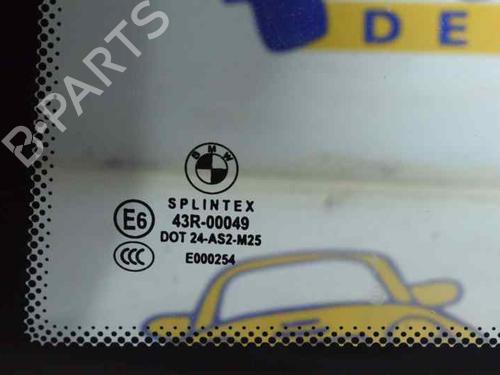 DE
B-PARTS
BMW
SPLINTEX
E6 43R-00049
DOT 24-AS2-M25
CCC E000254